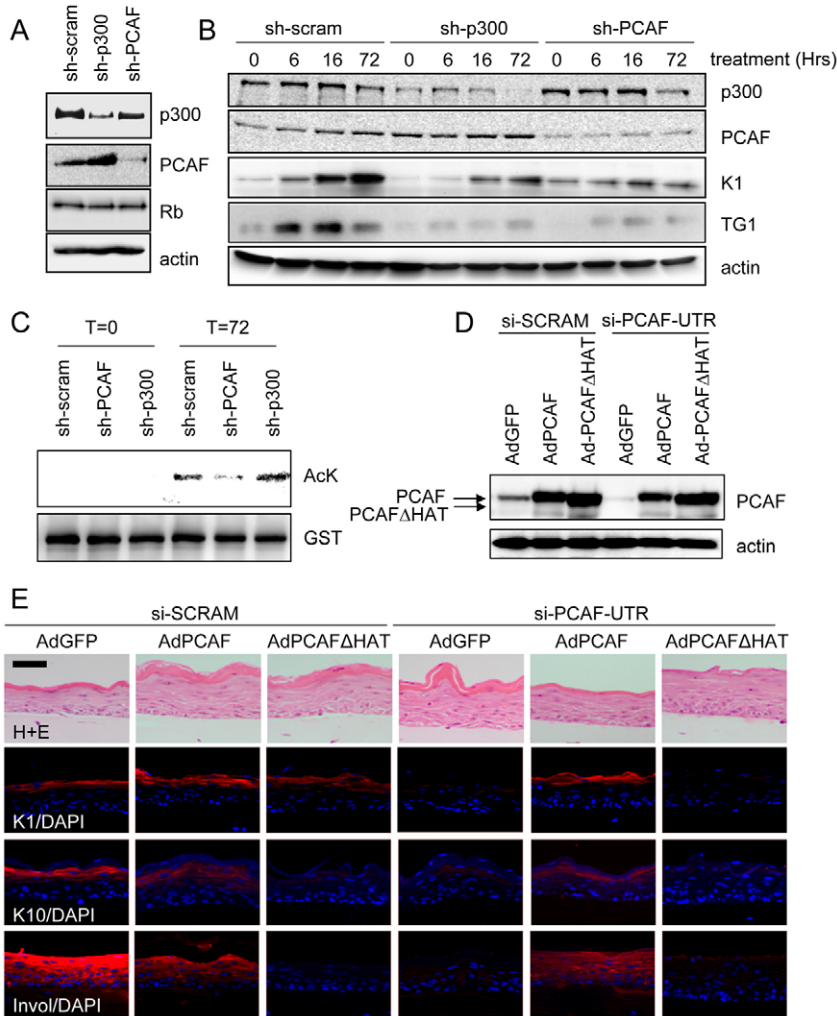 A
sh-scram
sh-p300
sh-PCAF
p300
PCAF
Rb
actin
B
sh-scram sh-p300 sh-PCAF
0 6 16 72 0 6 16 72 0 6 16 72 treatment (Hrs)
p300
PCAF
K1
TG1
actin
C
T=0 T=72
sh-scram
sh-PCAF
sh-p300
sh-scram
sh-PCAF
sh-p300
AcK
GST
D
si-SCRAM si-PCAF-UTR
AdGFP
AdPCAF
Ad-PCAFΔHAT
AdGFP
AdPCAF
Ad-PCAFΔHAT
PCAF
PCAFΔHAT
PCAF
actin
E
si-SCRAM si-PCAF-UTR
AdGFP AdPCAF AdPCAFΔHAT AdGFP AdPCAF AdPCAFΔHAT
H+E
K1/DAPI
K10/DAPI
Invol/DAPI